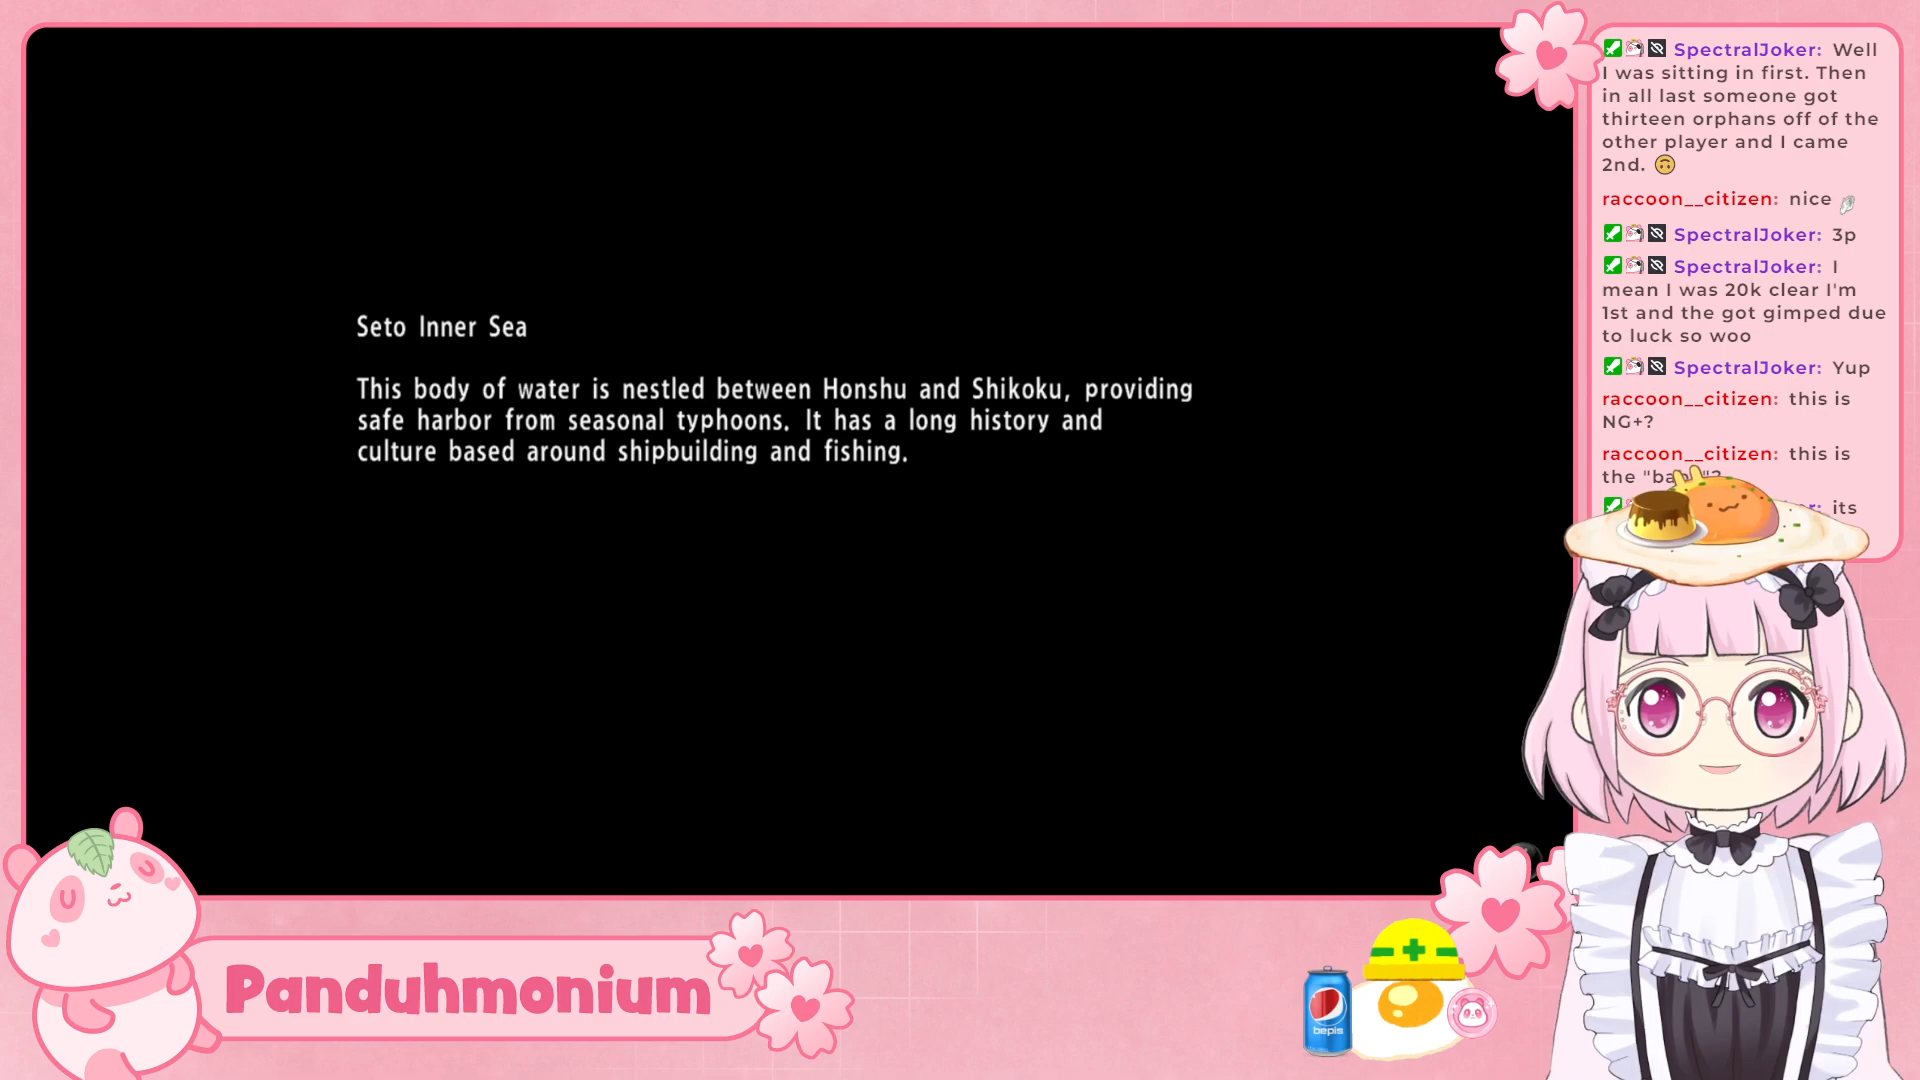 Seto Inner Sea
This body of water is nestled between Honshu and Shikoku, providing
safe harbor from seasonal typhoons. It has a long history and
culture based around shipbuilding and fishing.
SpectralJoker: Well
I was sitting in first. Then
in all last someone got
thirteen orphans off of the
other player and I came
2nd. 🙃
raccoon__citizen: nice
SpectralJoker: 3p
SpectralJoker: I
mean I was 20k clear I'm
1st and the got gimped due
to luck so woo
SpectralJoker: Yup
raccoon__citizen: this is
NG+?
raccoon__citizen: this is
the
its
Panduhmonium
bepis